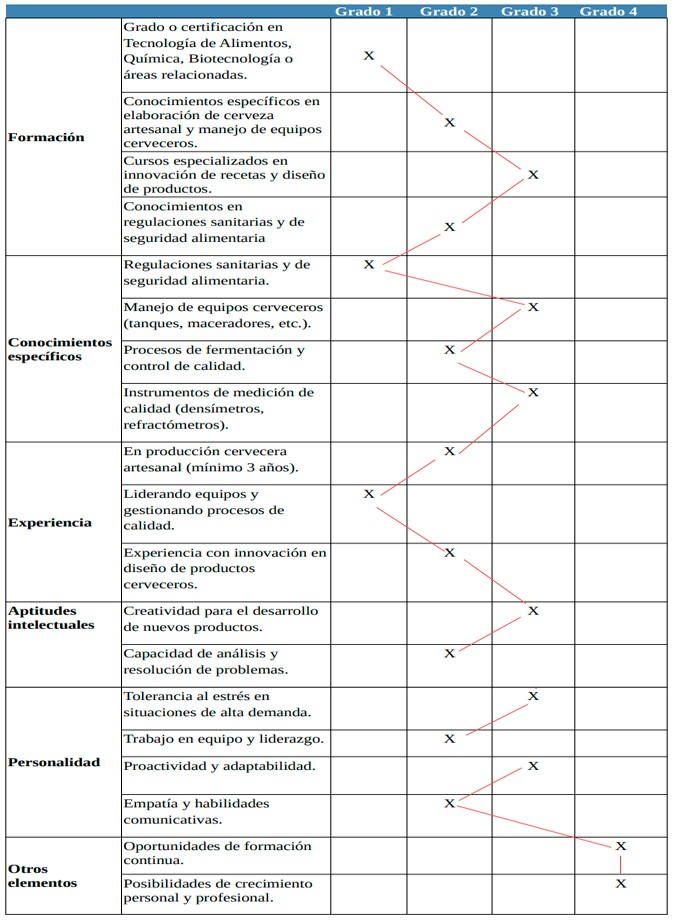 Grado 1 Grado 2 Grado 3 Grado 4
Formación
Grado o certificación en
Tecnología de Alimentos,
Química, Biotecnología o
áreas relacionadas.
X
Conocimientos específicos en
elaboración de cerveza
artesanal y manejo de equipos
cerveceros.
X
Cursos especializados en
innovación de recetas y diseño
de productos.
X
Conocimientos en
regulaciones sanitarias y de
seguridad alimentaria
X
Conocimientos
específicos
Regulaciones sanitarias y de
seguridad alimentaria.
X
Manejo de equipos cerveceros
(tanques, maceradores, etc.).
X
Procesos de fermentación y
control de calidad.
X
Instrumentos de medición de
calidad (densímetros,
refractómetros).
X
Experiencia
En producción cervecera
artesanal (mínimo 3 años).
X
Liderando equipos y
gestionando procesos de
calidad.
X
Experiencia con innovación en
diseño de productos
cerveceros.
X
Aptitudes
intelectuales
Creatividad para el desarrollo
de nuevos productos.
X
Capacidad de análisis y
resolución de problemas.
X
Personalidad
Tolerancia al estrés en
situaciones de alta demanda.
X
Trabajo en equipo y liderazgo.
X
Proactividad y adaptabilidad.
X
Empatía y habilidades
comunicativas.
X
Otros
elementos
Oportunidades de formación
continua.
X
Posibilidades de crecimiento
personal y profesional.
X